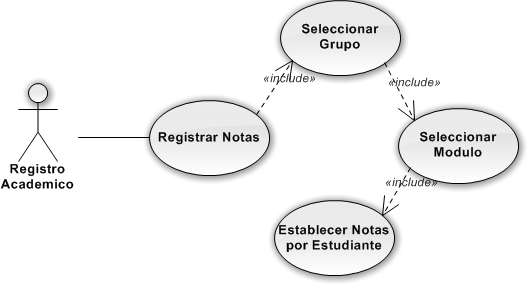 Seleccionar
Grupo
«include»
«include»
Registrar Notas
Seleccionar
Modulo
Registro
Academico
«include»
Establecer Notas
por Estudiante